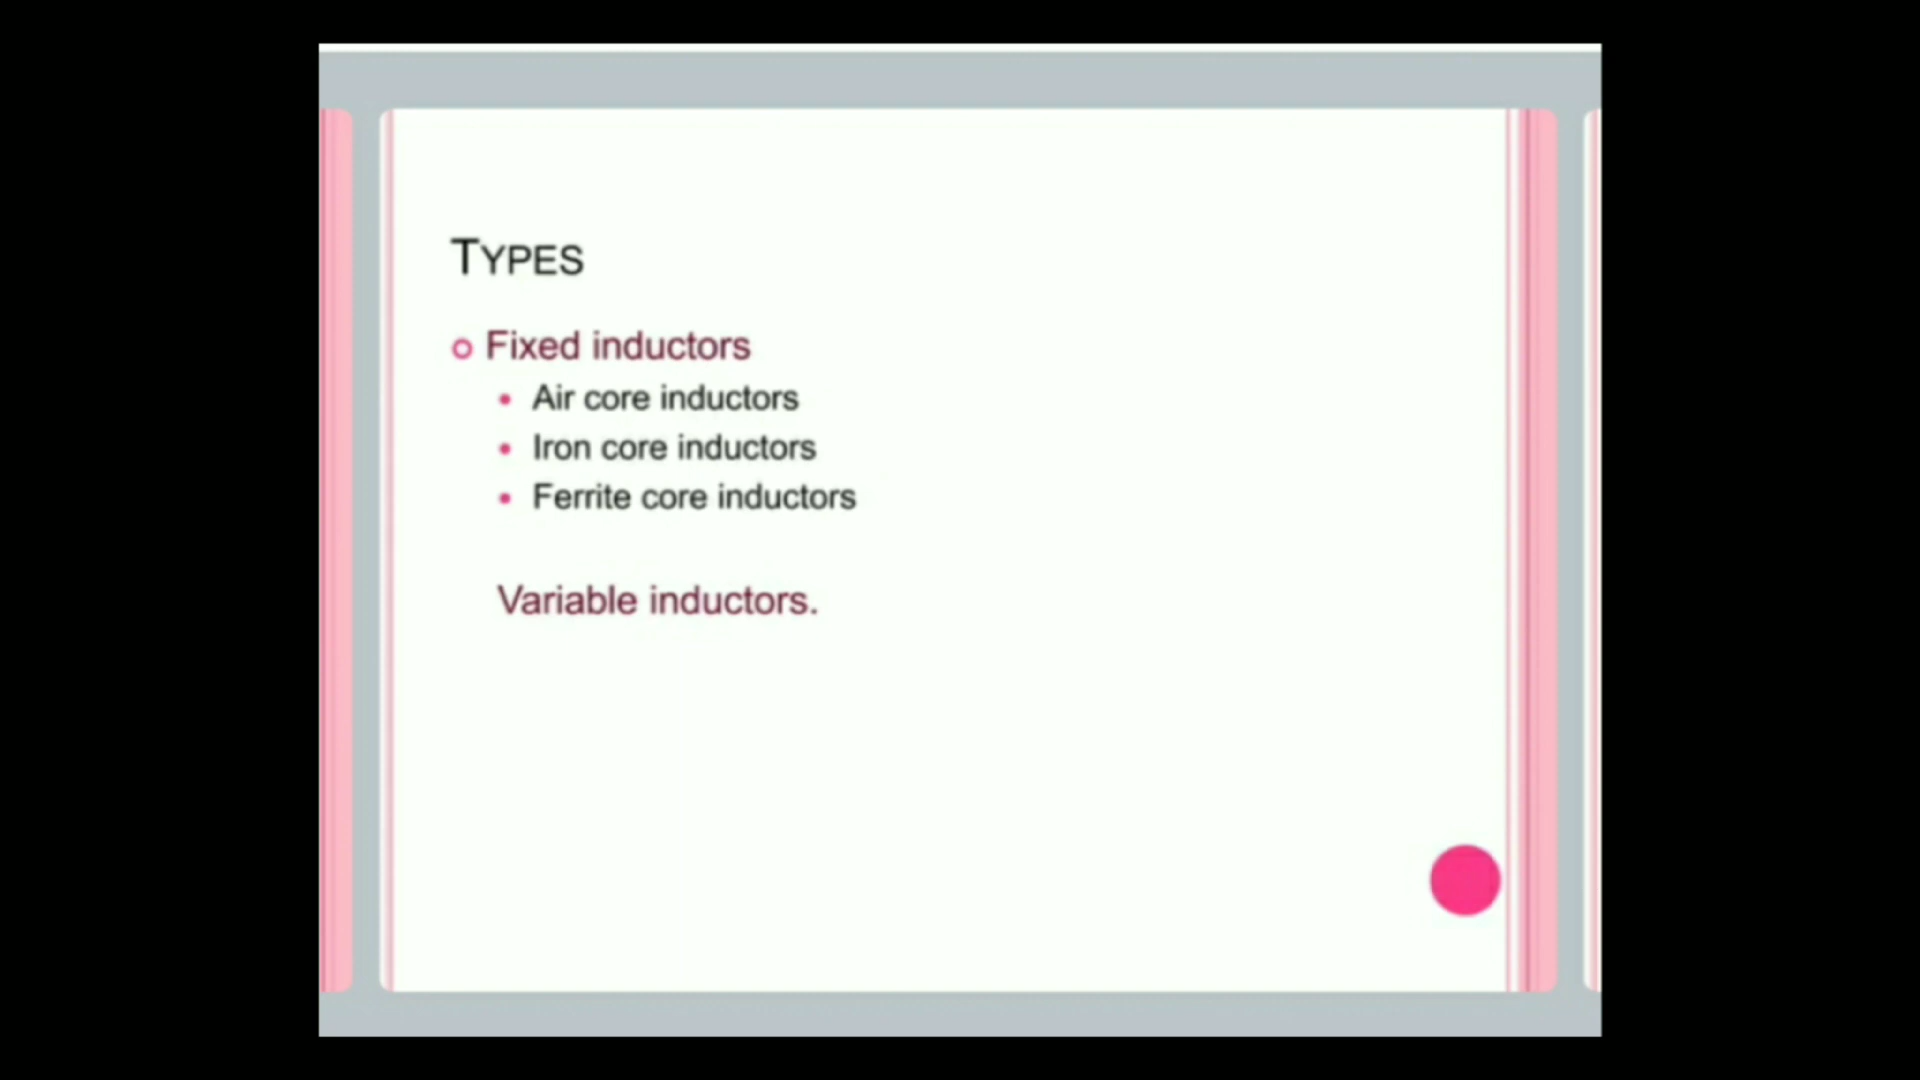 TYPES
Fixed inductors
Air core inductors
Iron core inductors
Ferrite core inductors
Variable inductors.